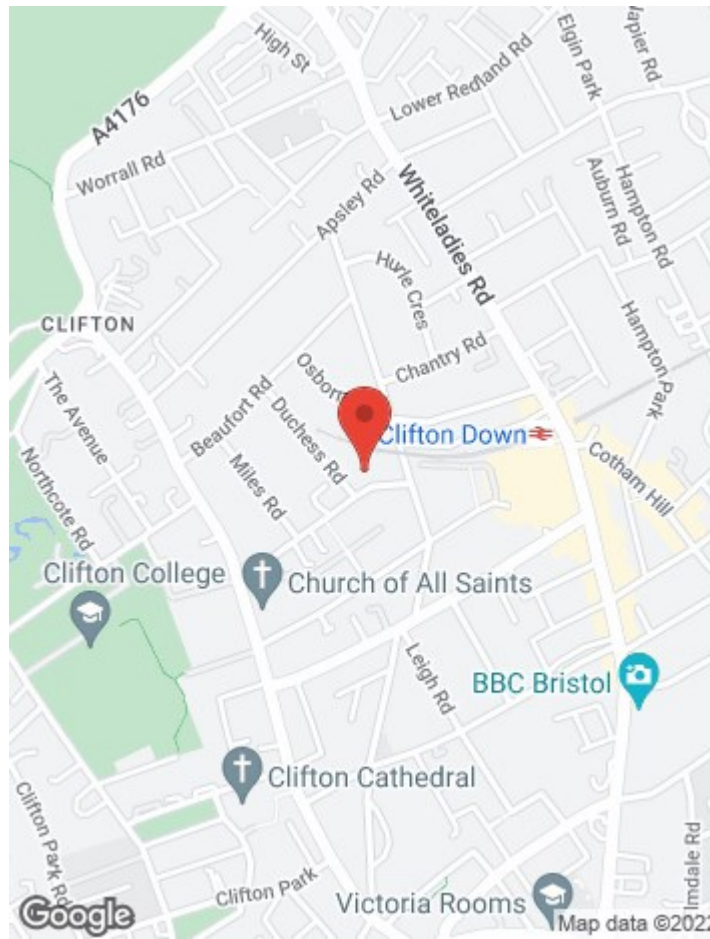 High St
Elgin Park
Napier Rd
A4176
Lower Redland Rd
Worrall Rd
Apsley Rd
Whiteladies Rd
Auburn Rd
Hampton Rd
Hurle Cres
CLIFTON
Hampton Park
Chantry Rd
Osborn
The Avenue
Beaufort Rd
Duchess Rd
Clifton Down
Northcote Rd
Miles Rd
Cotham Hill
Clifton College
Church of All Saints
Leigh Rd
BBC Bristol
Clifton Cathedral
Clifton Park Rd
Clifton Park
Imdale Rd
Victoria Rooms
Google
Map data ©2022